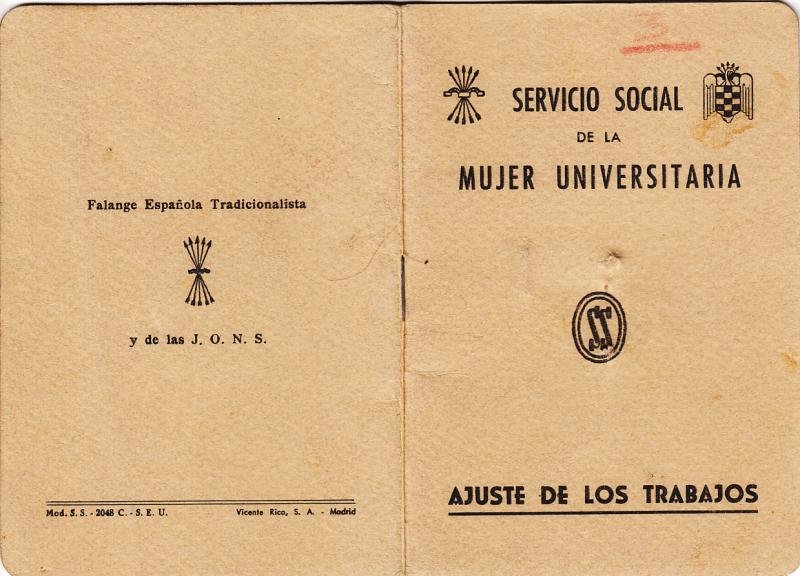 Falange Española Tradicionalista
y de las J. O. N. S.
Mod. S. S. - 2048 C. - S. E. U.
Vicente Rico, S. A. - Madrid
3
SERVICIO SOCIAL
DE LA
MUJER UNIVERSITARIA
SS
AJUSTE DE LOS TRABAJOS